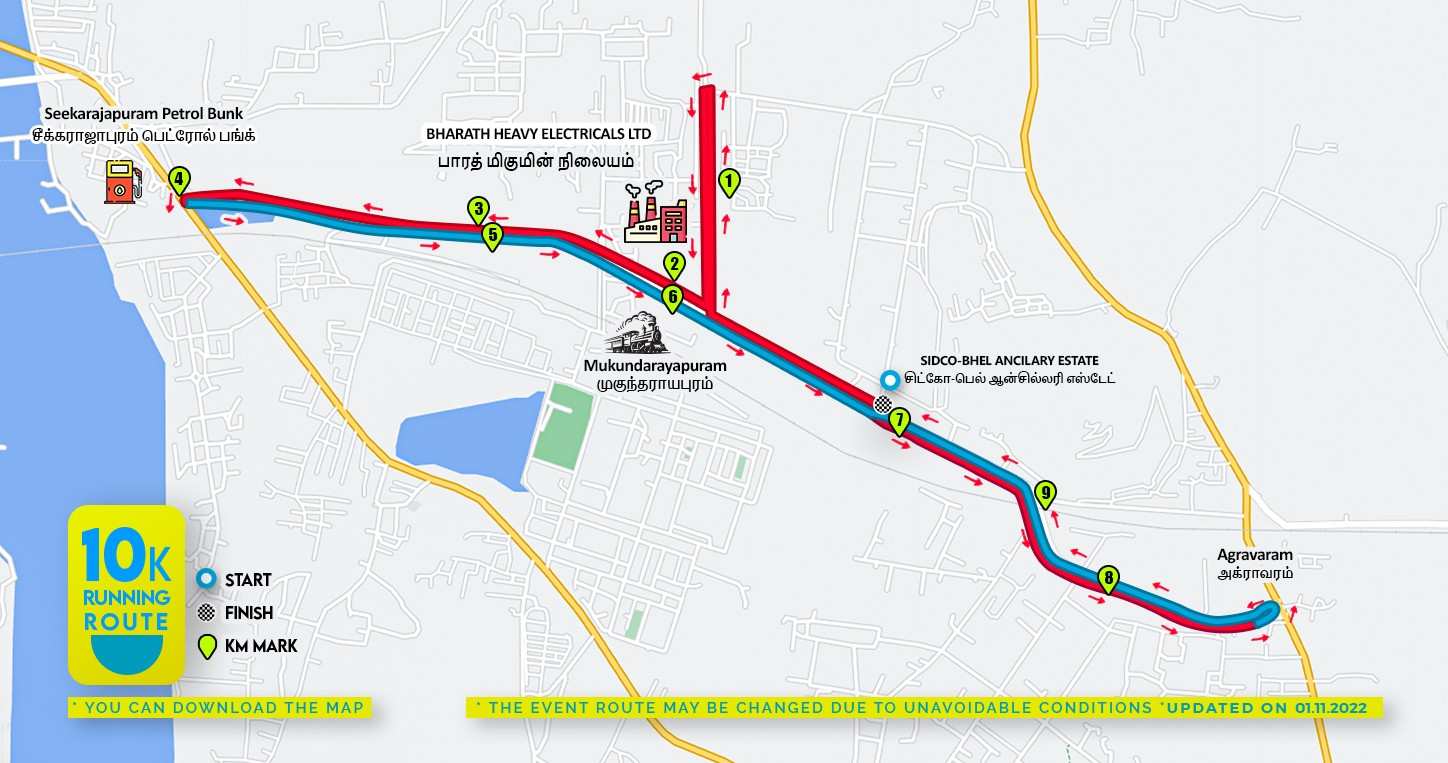 Seekarajapuram Petrol Bunk
சீக்கராஜாபுரம் பெட்ரோல் பங்க்
BHARATH HEAVY ELECTRICALS LTD
பாரத் மிகுமின் நிலையம்
1
4
3
5
2
6
Mukundarayapuram
முகுந்தராயபுரம்
SIDCO-BHEL ANCILARY ESTATE
சிட்கோ-பெல் ஆன்சில்லரி எஸ்டேட்
7
9
8
Agravaram
அக்ராவரம்
10K
RUNNING
ROUTE
START
FINISH
KM MARK
* YOU CAN DOWNLOAD THE MAP
* THE EVENT ROUTE MAY BE CHANGED DUE TO UNAVOIDABLE CONDITIONS *UPDATED ON 01.11.2022